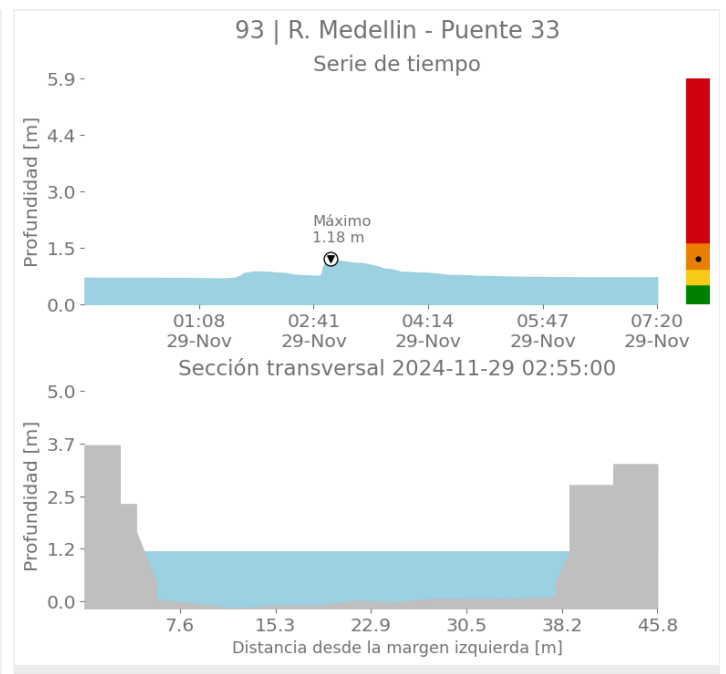 93 | R. Medellin - Puente 33
Serie de tiempo
Profundidad [m]
5.9
4.4
3.0
1.5
0.0
Máximo
1.18 m
01:08 02:41 04:14 05:47 07:20
29-Nov 29-Nov 29-Nov 29-Nov 29-Nov
Sección transversal 2024-11-29 02:55:00
Profundidad [m]
5.0
3.7
2.5
1.2
0.0
7.6 15.3 22.9 30.5 38.2 45.8
Distancia desde la margen izquierda [m]